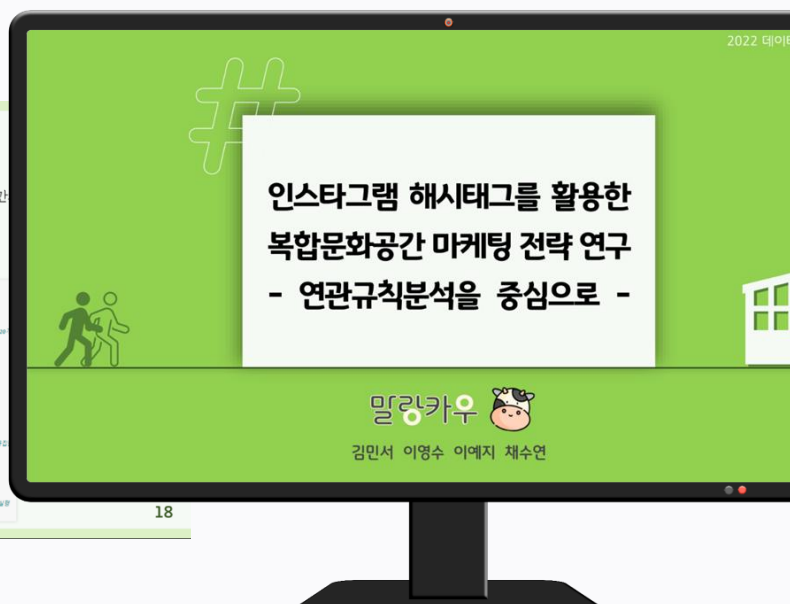 2022 데이터
인스타그램 해시태그를 활용한
복합문화공간 마케팅 전략 연구
- 연관규칙분석을 중심으로 -
말랑카우
김민서 이영수 이예지 채수연
18